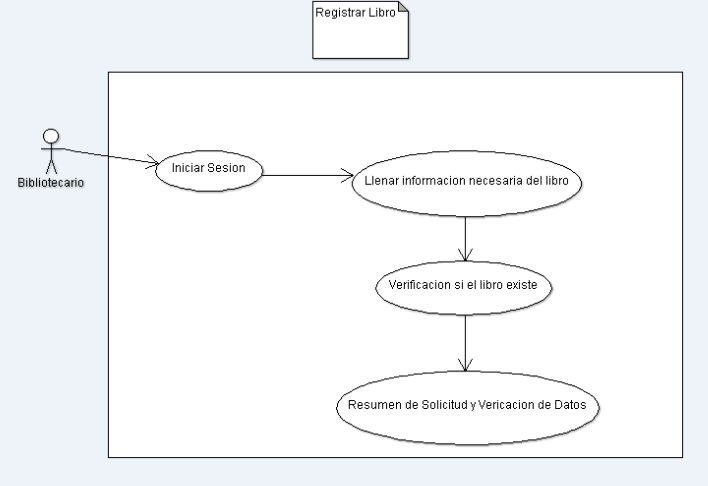 Registrar Libro
Iniciar Sesion
Llenar informacion necesaria del libro
Bibliotecario
Verificacion si el libro existe
Resumen de Solicitud y Vericacion de Datos